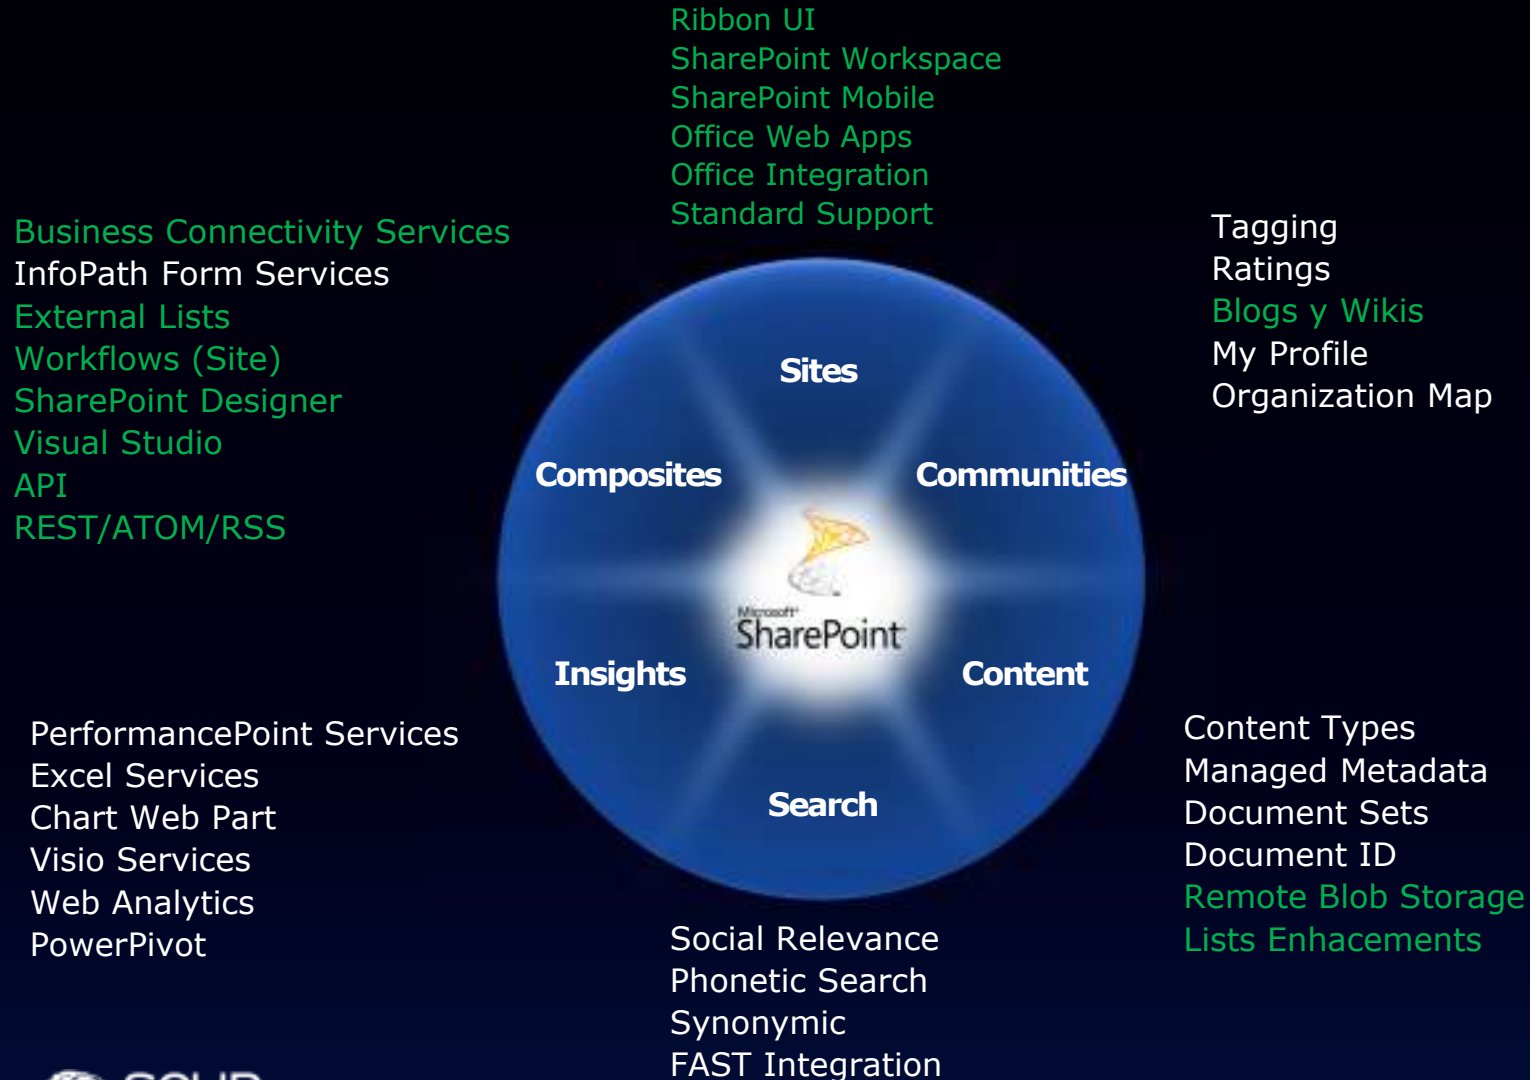 Ribbon UI
SharePoint Workspace
SharePoint Mobile
Office Web Apps
Office Integration
Standard Support
Business Connectivity Services
InfoPath Form Services
External Lists
Workflows (Site)
SharePoint Designer
Visual Studio
API
REST/ATOM/RSS
Tagging
Ratings
Blogs y Wikis
My Profile
Organization Map
Sites
Composites
Communities
Microsoft
SharePoint
Insights
Content
Search
PerformancePoint Services
Excel Services
Chart Web Part
Visio Services
Web Analytics
PowerPivot
Content Types
Managed Metadata
Document Sets
Document ID
Remote Blob Storage
Lists Enhacements
Social Relevance
Phonetic Search
Synonymic
FAST Integration